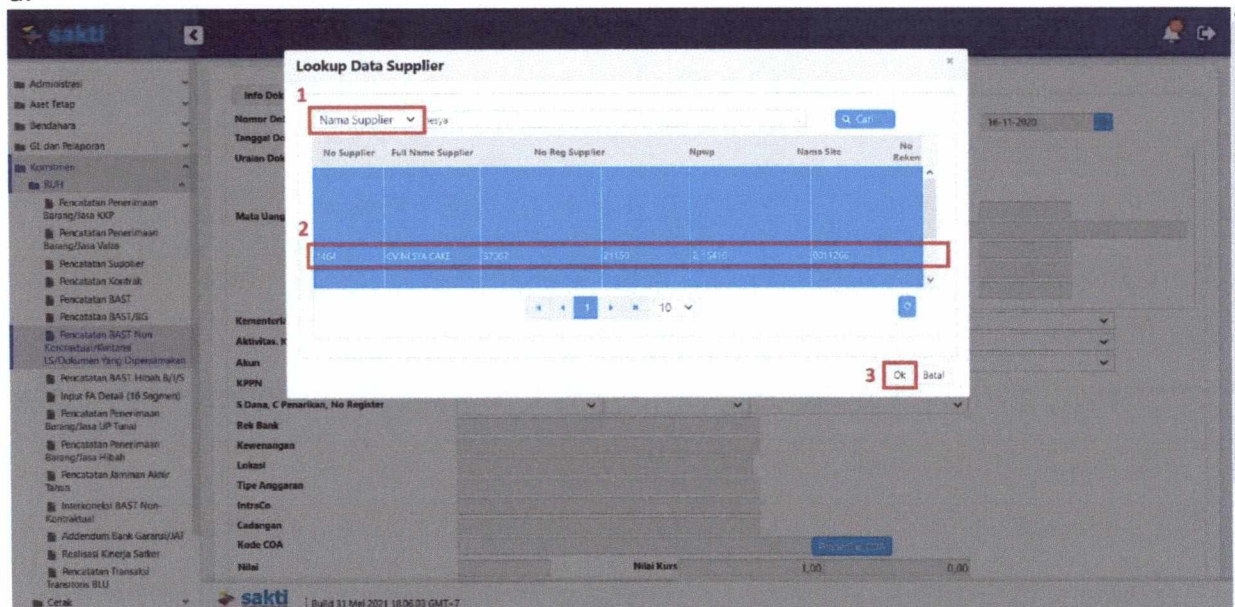 sakti
Lookup Data Supplier
Administrasi
Aset Tetap
Bendahara
GL dan Pelaporan
Komitmen
RUH
Pencatatan Penerimaan
Barang/Jasa KKP
Pencatatan Penerimaan
Barang/Jasa Valas
Pencatatan Supplier
Pencatatan Kontrak
Pencatatan BAST
Pencatatan BAST/BG
Pencatatan BAST Non
Kontraktual/Kwitansi
LS/Dokumen Yang Dipersamakan
Pencatatan BAST Hibah B/J/S
Input FA Detail (16 Segmen)
Pencatatan Penerimaan
Barang/Jasa UP Tunai
Pencatatan Penerimaan
Barang/Jasa Hibah
Pencatatan Jaminan Akhir
Tahun
Interkoneksi BAST Non-
Kontraktual
Addendum Bank Garansi/JAT
Realisasi Kinerja Satker
Pencatatan Transaksi
Transitoris BLU
Cetak
Info Dok
Tanggal Do
Uraian Dok
Mata Uang
1
Nama Supplier
Cari
16-11-2020
No Supplier Full Name Supplier No Reg Supplier Npwp Nama Site No
Reken
2
CV NESYA CAKE
1 10
3 Ok Batal
Akun
KPPN
S Dana, C Penarikan, No Register
Rek Bank
Kewenangan
Lokasi
Tipe Anggaran
IntraCo
Cadangan
Kode COA
Nilai Nilai Kurs 1,00 0,00
sakti Build 31 Mei 2021 18:06:03 GMT+7